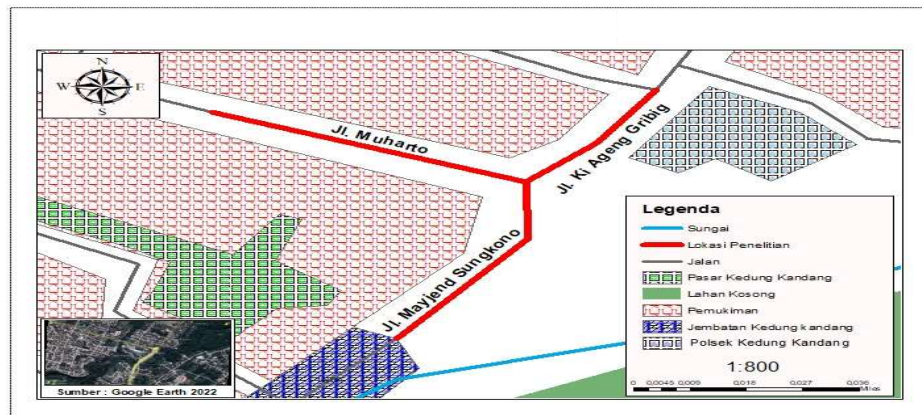 N
W E
S
Jl. Muharto
Jl. Ki Ageng Gribig
Jl. Mayjend Sungkono
Legenda
Sungai
Lokasi Penelitian
Jalan
Pasar Kedung Kandang
Lahan Kosong
Pemukiman
Jembatan Kedung kandang
Polsek Kedung Kandang
1:800
0 0,0045 0,009 0,018 0,027 0,036
Miles
Sumber : Google Earth 2022